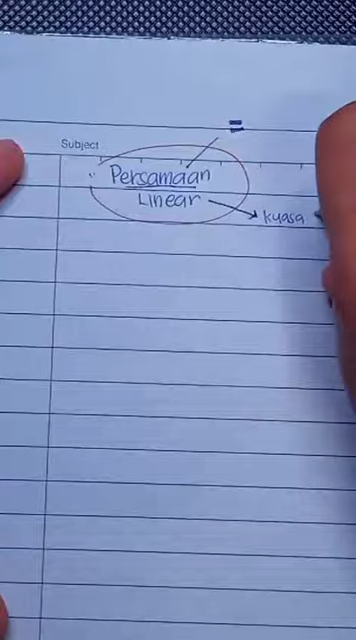 =
Subject
Persamaan
Linear
kuasa